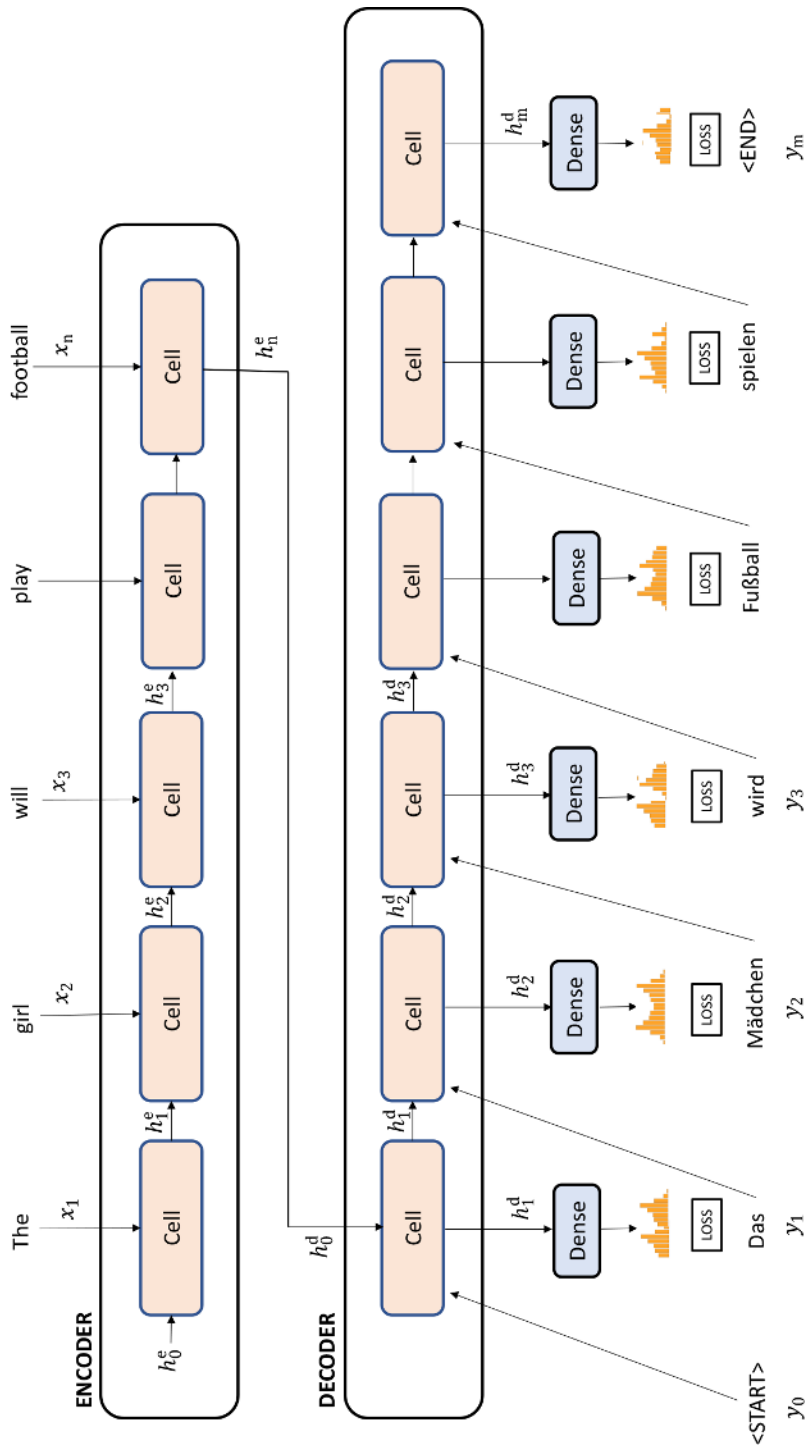 The girl will play football
x₁ x₂ x₃ xₙ
ENCODER
h₀ᵉ Cell h₁ᵉ Cell h₂ᵉ Cell h₃ᵉ Cell Cell
hₙᵉ
h₀ᵈ
DECODER
Cell h₁ᵈ Cell h₂ᵈ Cell h₃ᵈ Cell Cell Cell
h₁ᵈ h₂ᵈ h₃ᵈ hₘᵈ
Dense Dense Dense Dense Dense Dense
LOSS LOSS LOSS LOSS LOSS LOSS
<START> Das Mädchen wird Fußball spielen <END>
y₀ y₁ y₂ y₃ yₘ